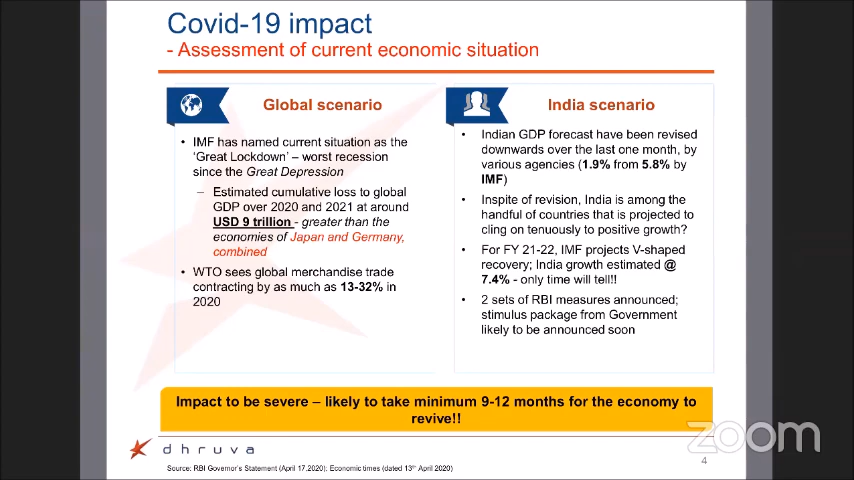 Covid-19 impact
- Assessment of current economic situation
Global scenario
• IMF has named current situation as the
‘Great Lockdown’ – worst recession
since the Great Depression
– Estimated cumulative loss to global
GDP over 2020 and 2021 at around
USD 9 trillion - greater than the
economies of Japan and Germany,
combined
• WTO sees global merchandise trade
contracting by as much as 13-32% in
2020
India scenario
• Indian GDP forecast have been revised
downwards over the last one month, by
various agencies (1.9% from 5.8% by
IMF)
• Inspite of revision, India is among the
handful of countries that is projected to
cling on tenuously to positive growth?
• For FY 21-22, IMF projects V-shaped
recovery; India growth estimated @
7.4% - only time will tell!!
• 2 sets of RBI measures announced;
stimulus package from Government
likely to be announced soon
Impact to be severe – likely to take minimum 9-12 months for the economy to
revive!!
dhruva
zoom
Source: RBI Governor's Statement (April 17.2020): Economic times (dated 13th April 2020)
4